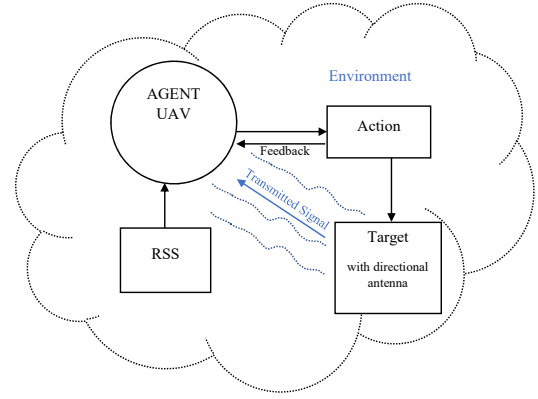 Environment
AGENT
UAV
Action
Feedback
Transmitted Signal
RSS
Target
with directional
antenna